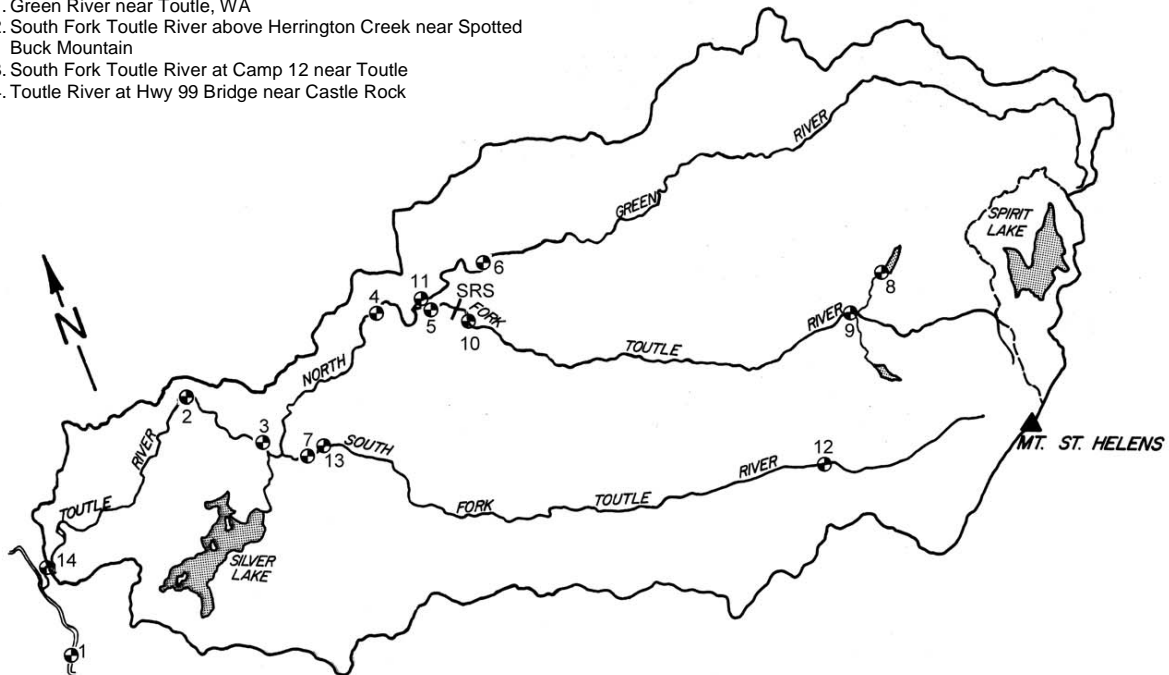 . Green River near Toutle, WA
2. South Fork Toutle River above Herrington Creek near Spotted
Buck Mountain
3. South Fork Toutle River at Camp 12 near Toutle
4. Toutle River at Hwy 99 Bridge near Castle Rock
RIVER
GREEN
SPIRIT
LAKE
6
11
SRS
8
4
5
FORK
10
RIVER
9
N
NORTH
TOUTLE
2
3
7
13
SOUTH
MT. ST. HELENS
12
RIVER
RIVER
TOUTLE
FORK
TOUTLE
14
SILVER
LAKE
1